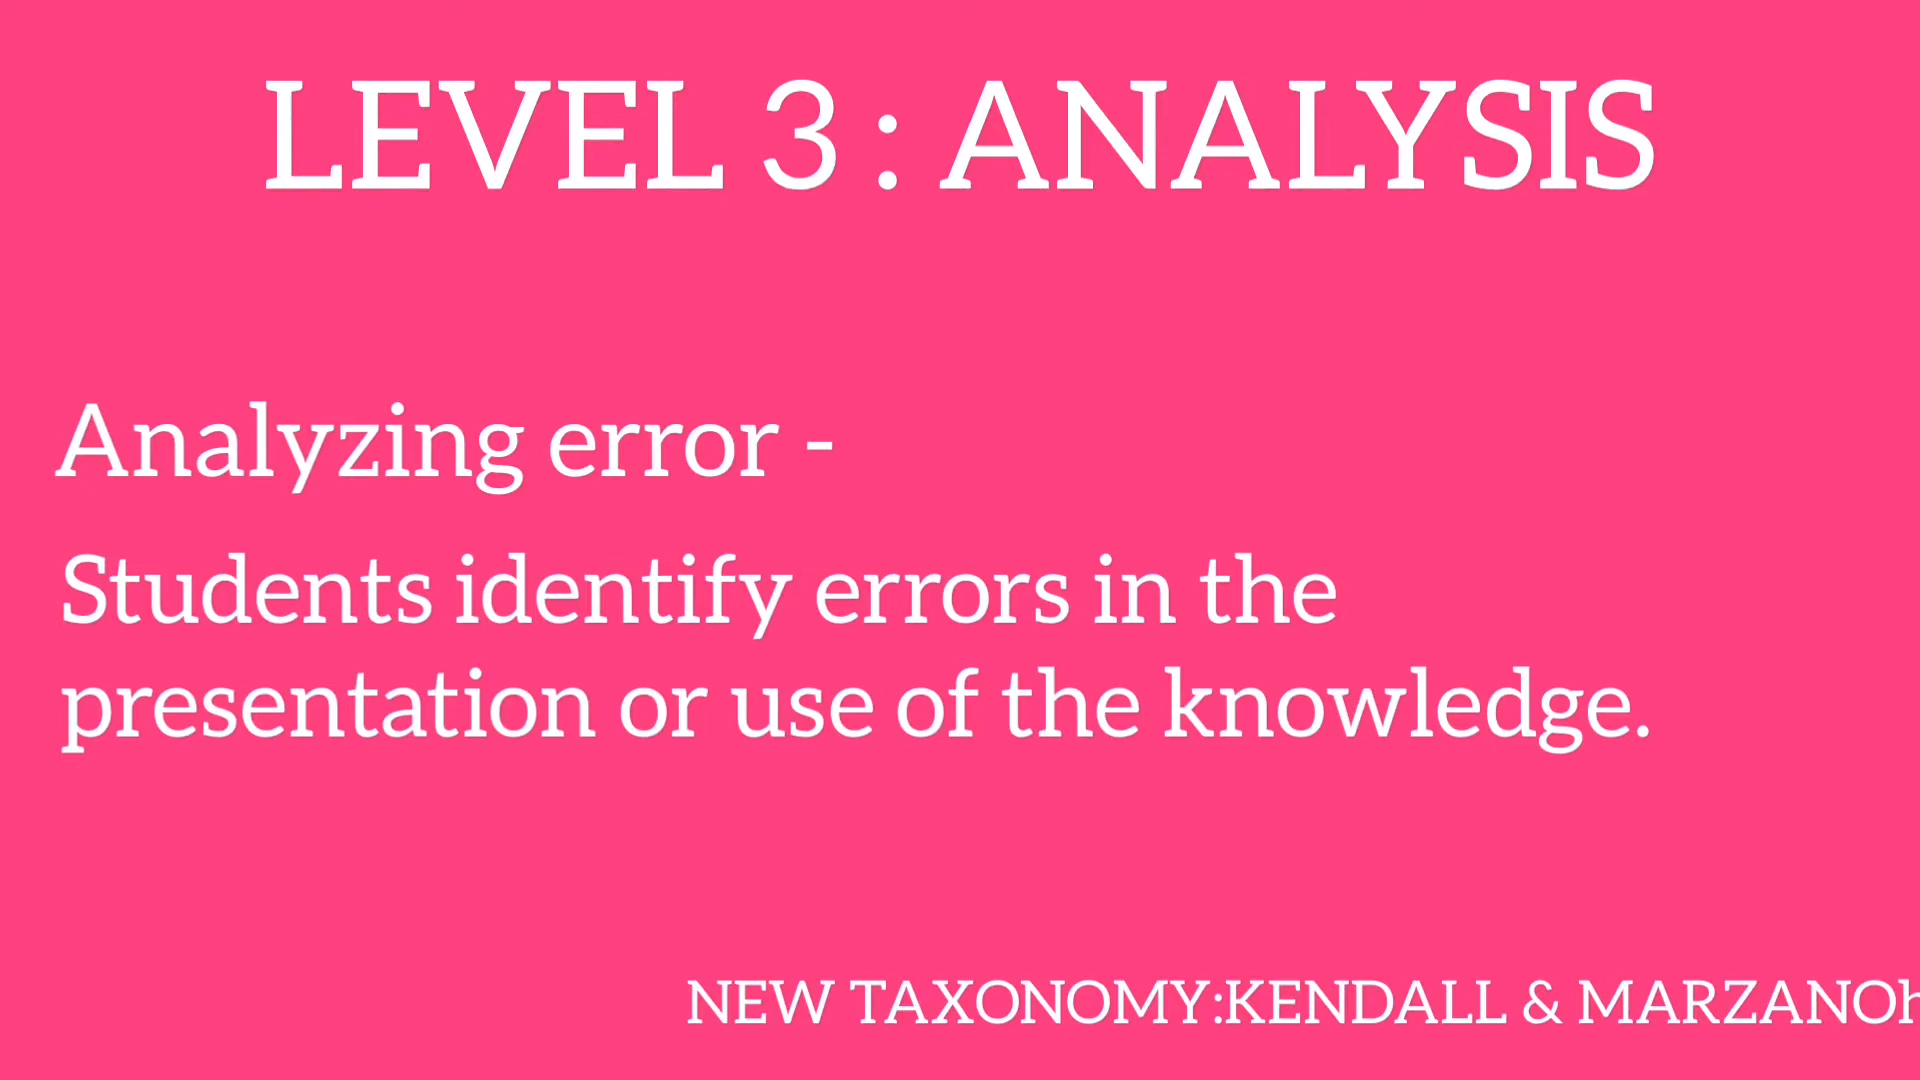 LEVEL 3 : ANALYSIS
Analyzing error -
Students identify errors in the
presentation or use of the knowledge.
NEW TAXONOMY:KENDALL & MARZANOh